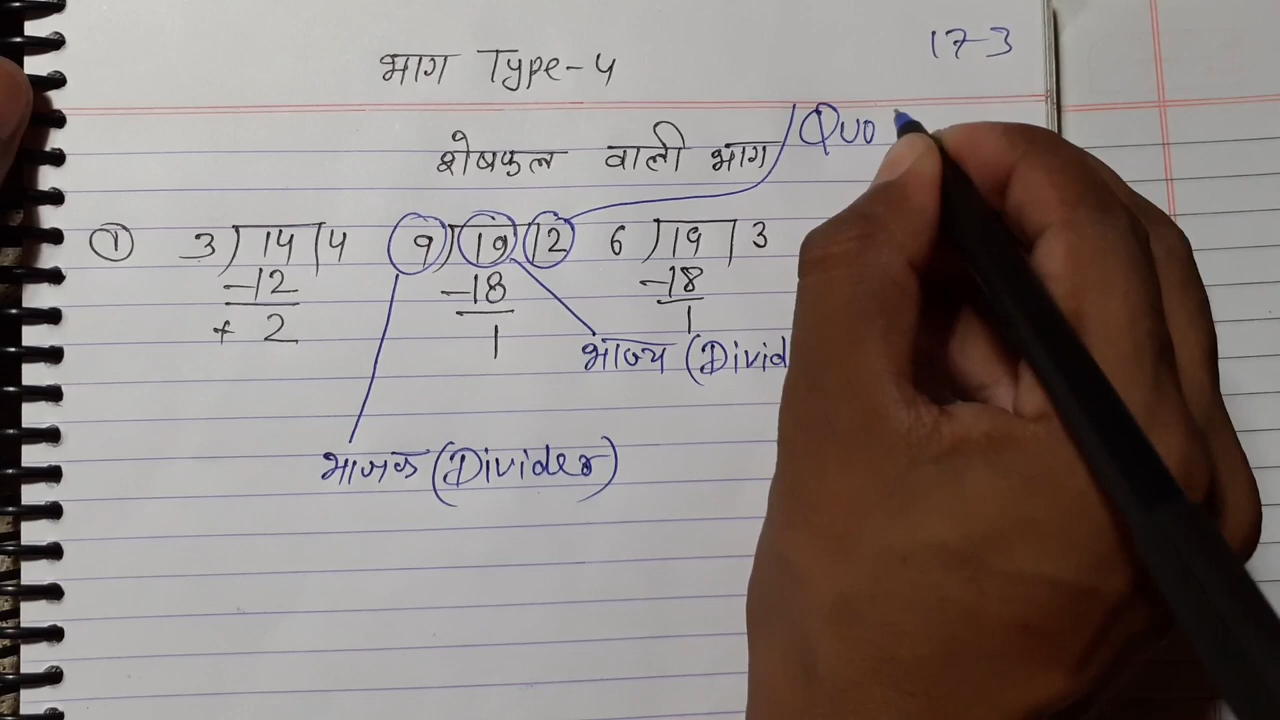 17-3
भाग Type-4
शेषफल वाली भाग
Quo
① 3)14|4 9)19|2 6)19|3
-12 -18 -18
+ 2 1 1
भाज्य (Divid
भाजक (Divider)